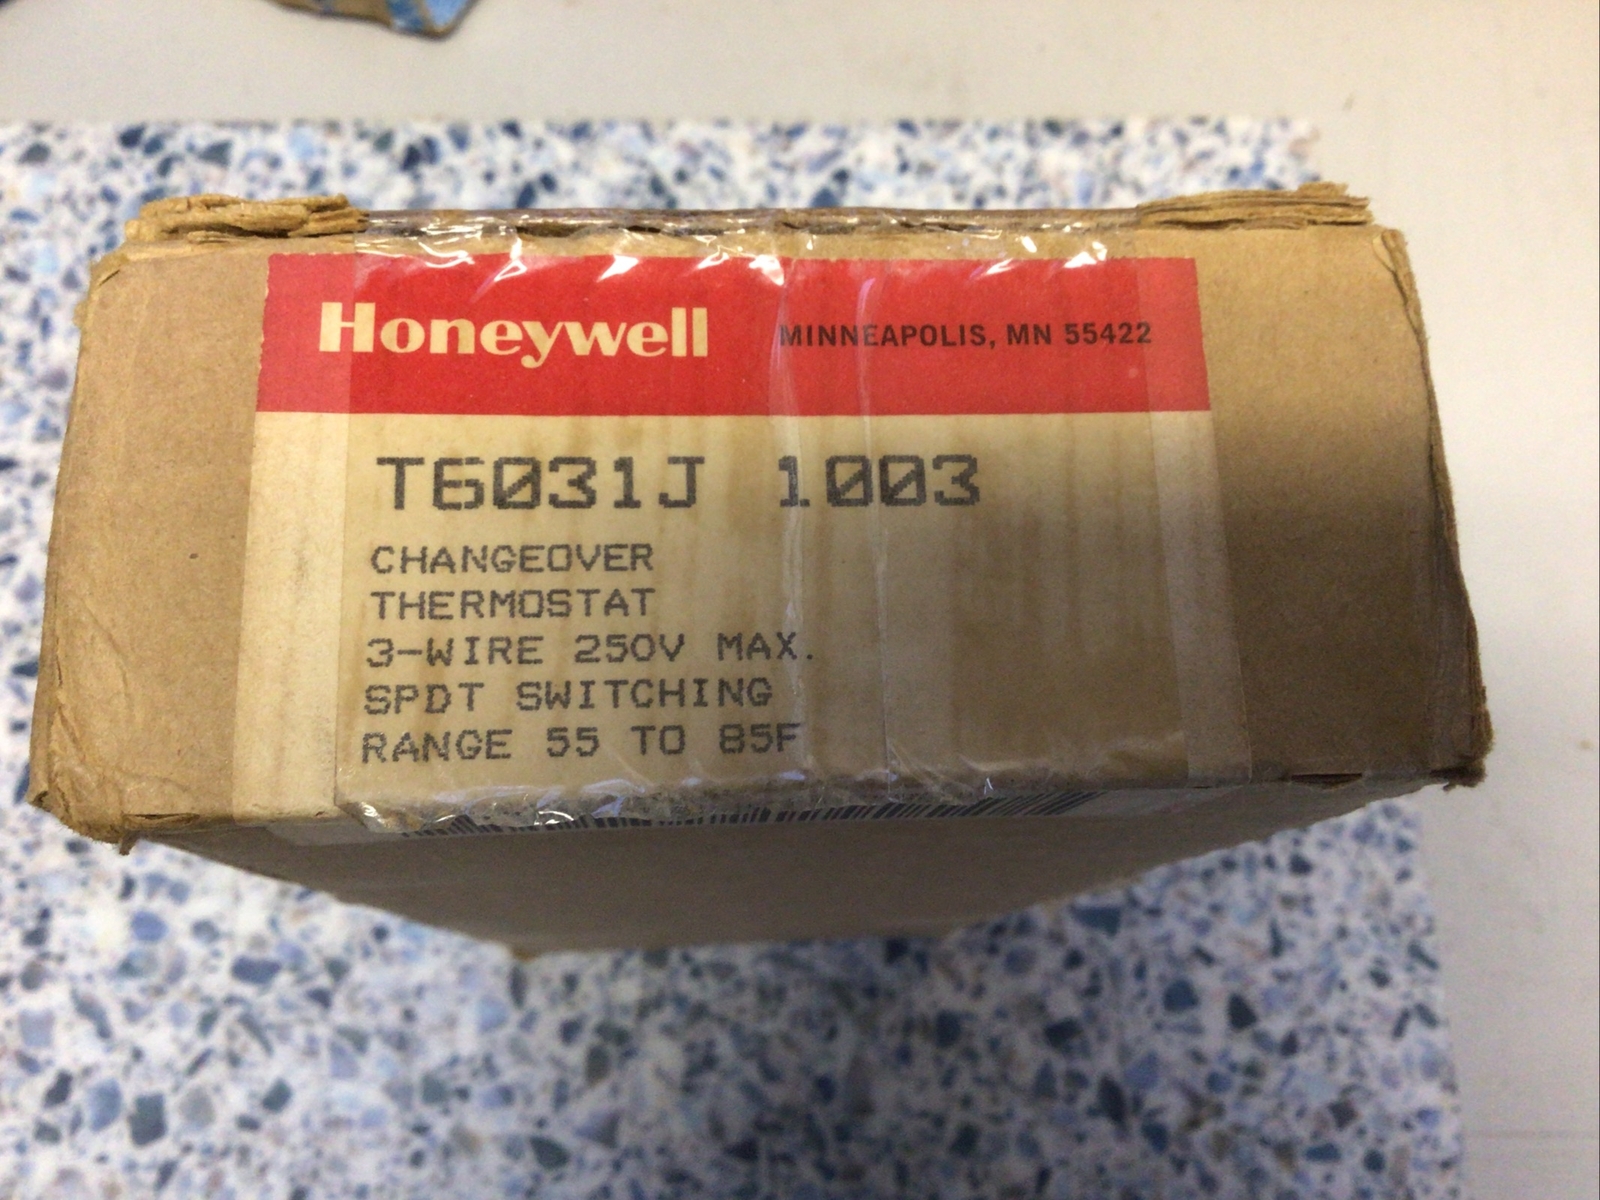 Honeywell MINNEAPOLIS, MN 55422
T6031J 1003
CHANGEOVER
THERMOSTAT
3-WIRE 250V MAX.
SPDT SWITCHING
RANGE 55 TO 85F